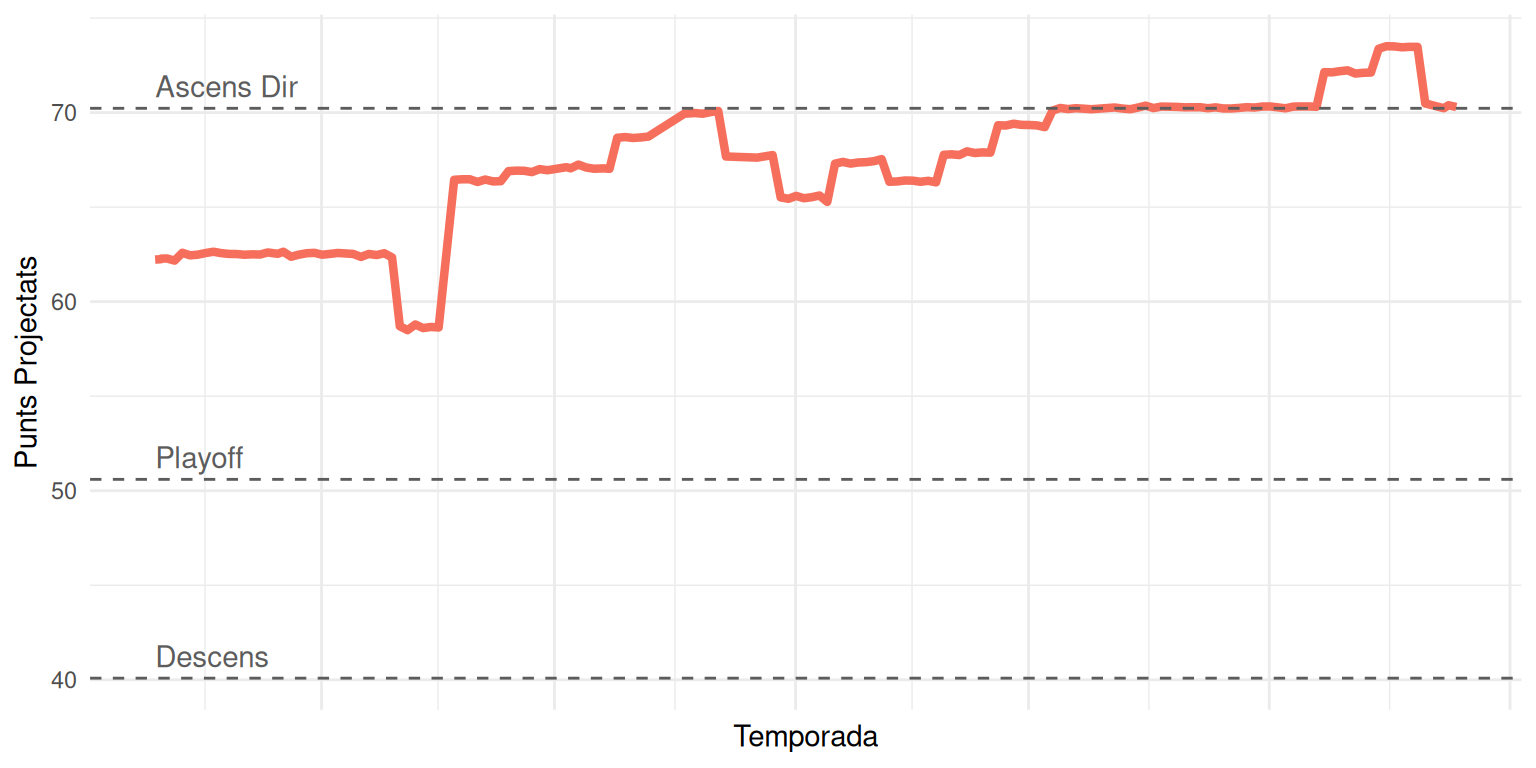 Ascens Dir
70
60
Punts Projectats
Playoff
50
Descens
40
Temporada